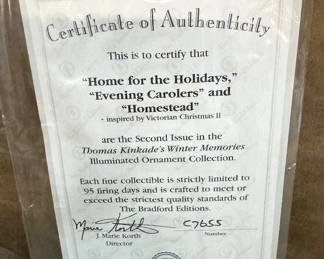 Certificate of Authenticity
This is to certify that
“Home for the Holidays,”
“Evening Carolers” and
“Homestead”
- inspired by Victorian Christmas II
are the Second Issue in the
Thomas Kinkade's Winter Memories
Illuminated Ornament Collection.
Each fine collectible is strictly limited to
95 firing days and is crafted to meet or
exceed the strictest quality standards of
The Bradford Editions.
Marie Korth C7655
J. Marie Korth Number
Director